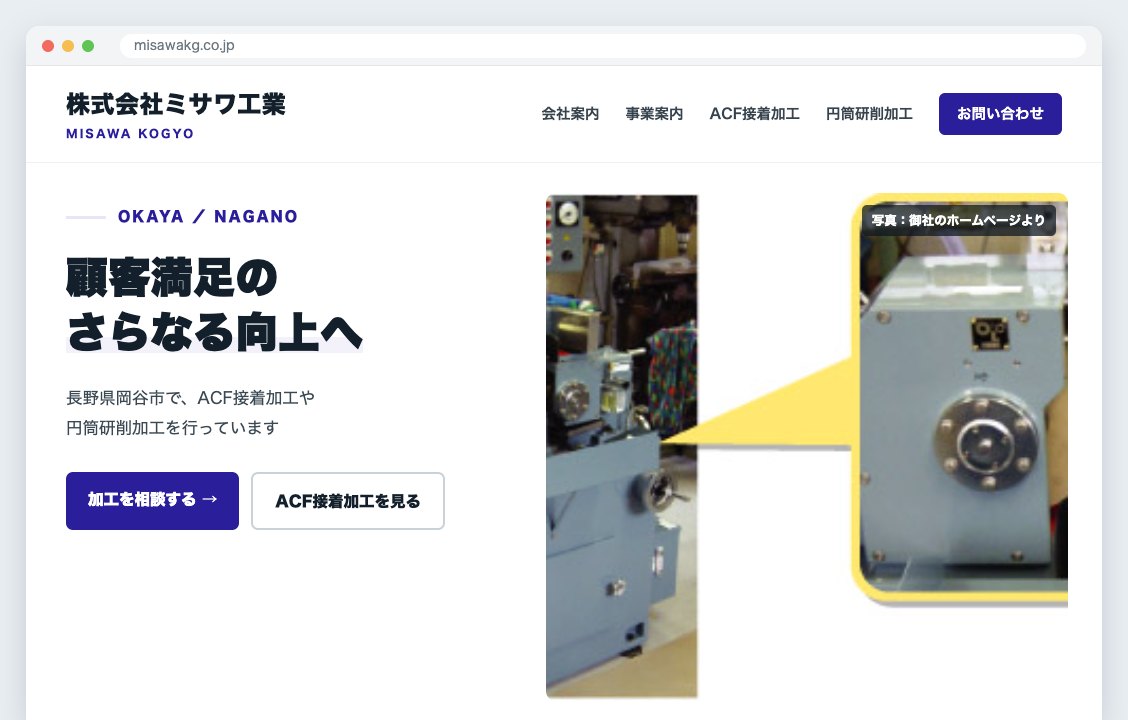 misawakg.co.jp
株式会社ミサワ工業
MISAWA KOGYO
会社案内
事業案内
ACF接着加工
円筒研削加工
お問い合わせ
OKAYA ／ NAGANO
顧客満足の
さらなる向上へ
長野県岡谷市で、ACF接着加工や
円筒研削加工を行っています
加工を相談する →
ACF接着加工を見る
写真：御社のホームページより